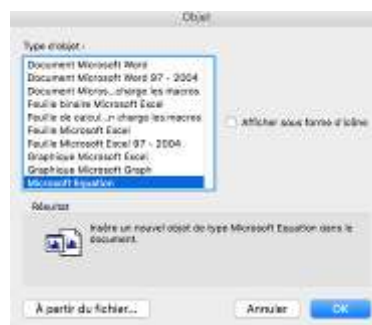 Objet
Type d'objet :
Document Microsoft Word
Document Microsoft Word 97 - 2004
Document Micros...charge les macros
Feuille binaire Microsoft Excel
Feuille de calcul...n charge les macros
Feuille Microsoft Excel
Feuille Microsoft Excel 97 - 2004
Graphique Microsoft Excel
Graphique Microsoft Graph
Microsoft Equation
Afficher sous forme d'icône
Résultat
Insère un nouvel objet de type Microsoft Equation dans le
document.
À partir du fichier...
Annuler
OK